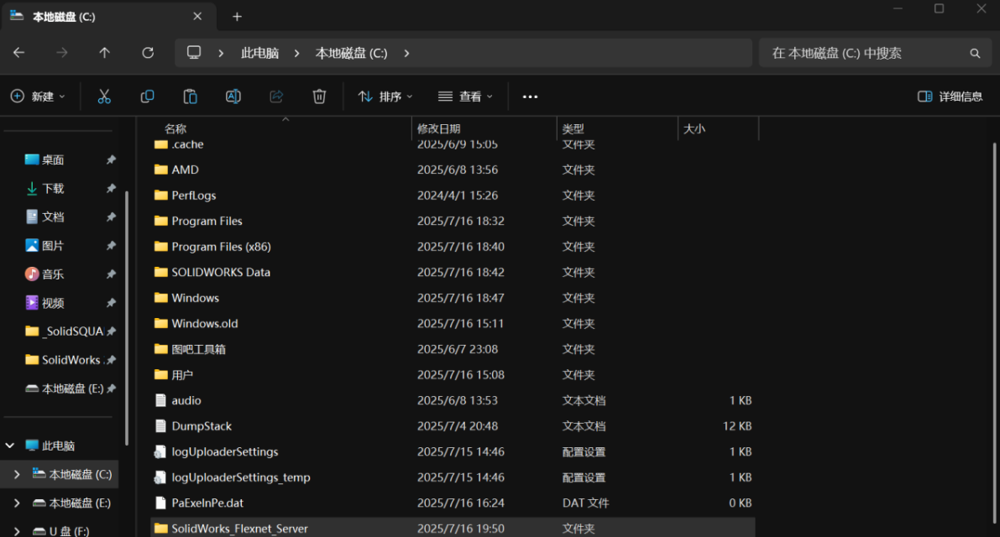 本地磁盘 (C:)
此电脑 本地磁盘 (C:) 在 本地磁盘 (C:) 中搜索
新建 排序 查看 详细信息
名称 修改日期 类型 大小
桌面
下载
文档
图片
音乐
视频
_SolidSQUA
SolidWorks .
本地磁盘 (E:)
此电脑
本地磁盘 (C:)
本地磁盘 (E:)
U 盘 (F:)
.cache 2025/6/9 15:05 文件夹
AMD 2025/6/8 13:56 文件夹
PerfLogs 2024/4/1 15:26 文件夹
Program Files 2025/7/16 18:32 文件夹
Program Files (x86) 2025/7/16 18:40 文件夹
SOLIDWORKS Data 2025/7/16 18:42 文件夹
Windows 2025/7/16 18:47 文件夹
Windows.old 2025/7/16 15:11 文件夹
图吧工具箱 2025/6/7 23:08 文件夹
用户 2025/7/16 15:08 文件夹
audio 2025/6/8 13:53 文本文档 1 KB
DumpStack 2025/7/4 20:48 文本文档 12 KB
logUploaderSettings 2025/7/15 14:46 配置设置 1 KB
logUploaderSettings_temp 2025/7/15 14:46 配置设置 1 KB
PaExeInPe.dat 2025/7/16 16:24 DAT 文件 0 KB
SolidWorks_Flexnet_Server 2025/7/16 19:50 文件夹